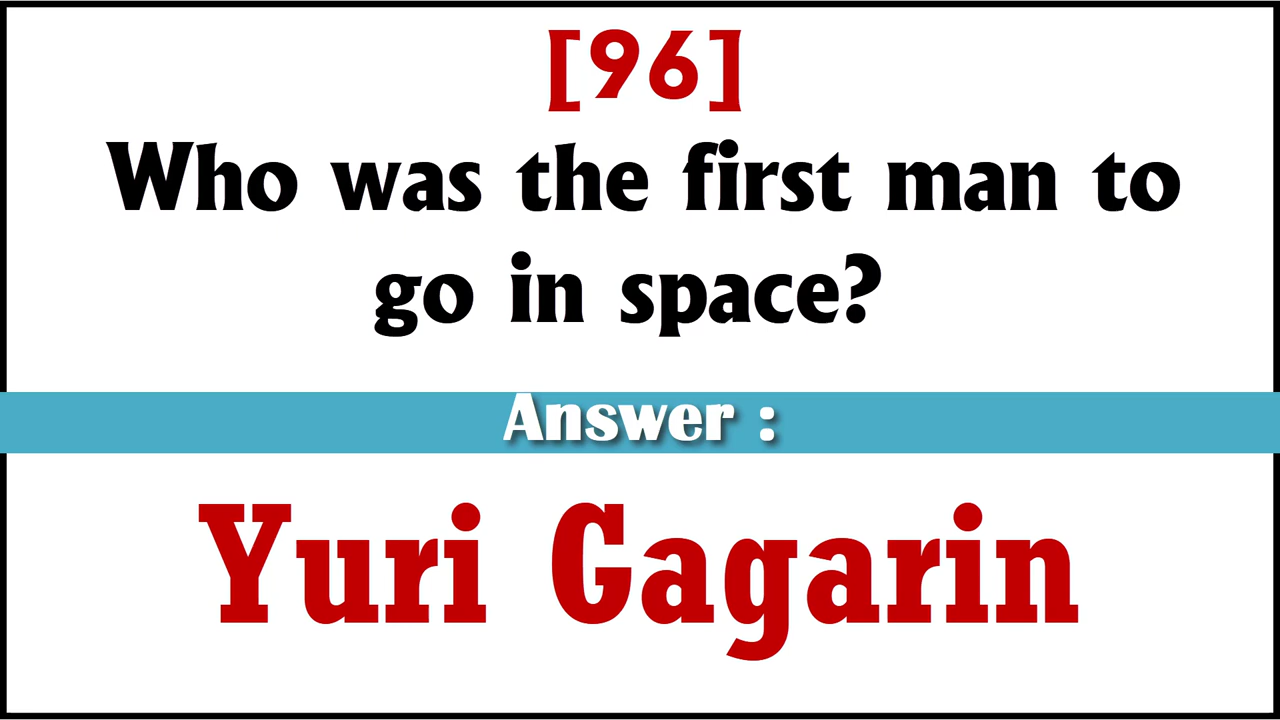 [96]
Who was the first man to
go in space?
Answer :
Yuri Gagarin